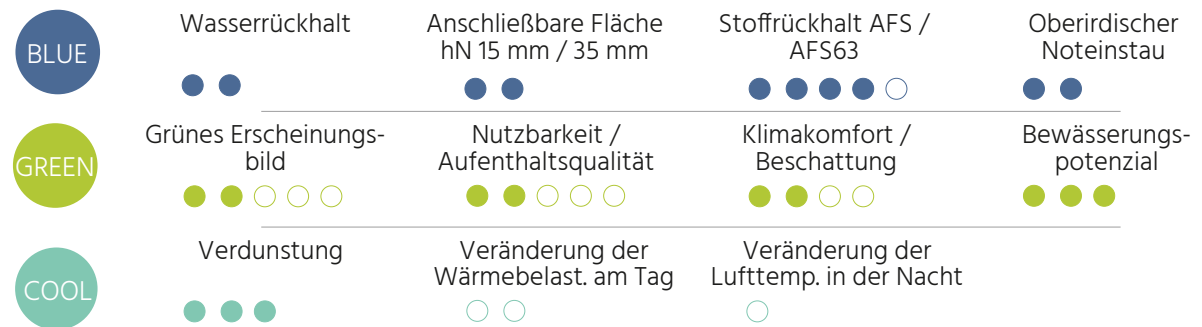 BLUE
Wasserrückhalt
Anschließbare Fläche
hN 15 mm / 35 mm
Stoffrückhalt AFS /
AFS63
Oberirdischer
Noteinstau
GREEN
Grünes Erscheinungs-
bild
Nutzbarkeit /
Aufenthaltsqualität
Klimakomfort /
Beschattung
Bewässerungs-
potenzial
COOL
Verdunstung
Veränderung der
Wärmebelast. am Tag
Veränderung der
Lufttemp. in der Nacht